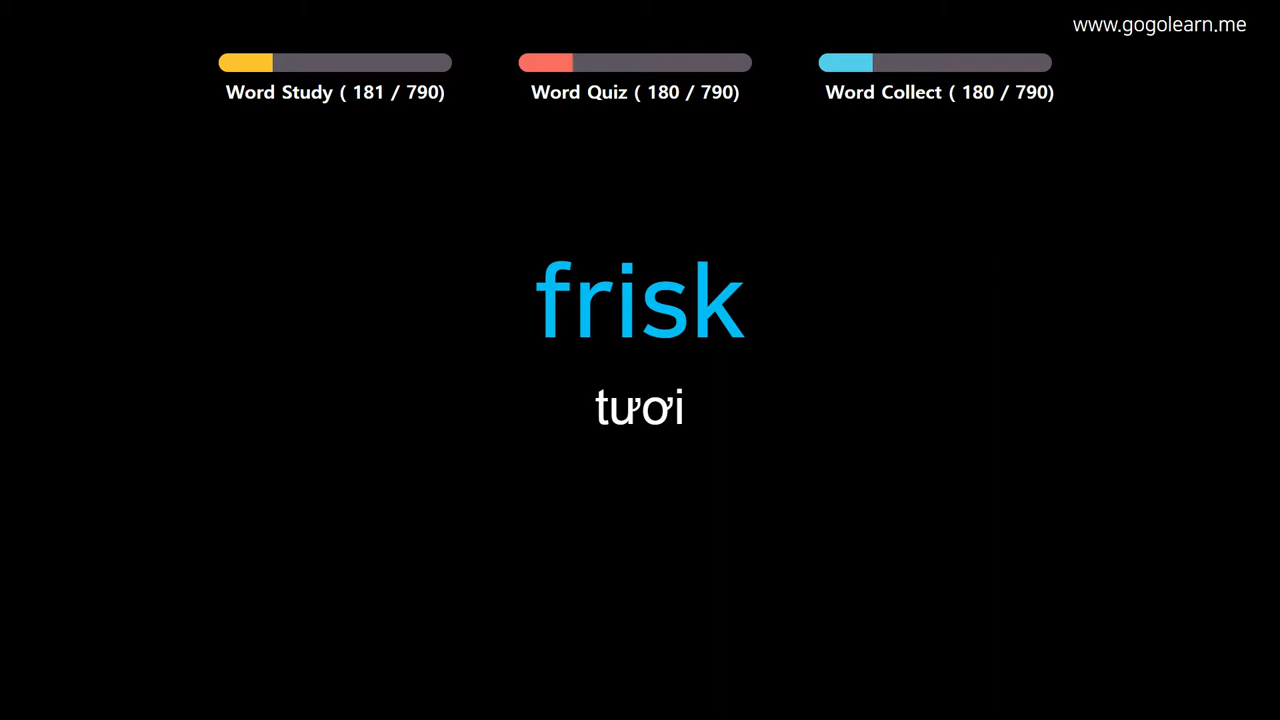 www.gogolearn.me
Word Study ( 181 / 790)
Word Quiz ( 180 / 790)
Word Collect ( 180 / 790)
frisk
tươi